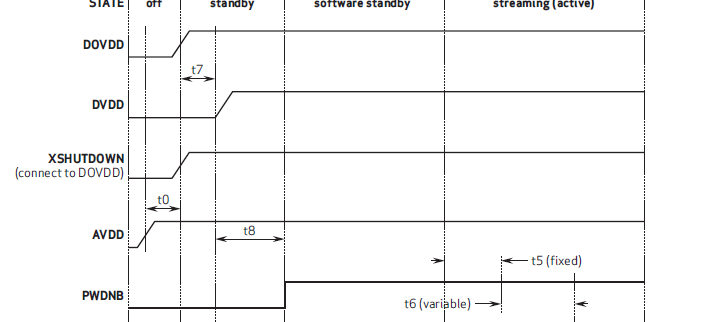 STATE off standby software standby streaming (active)
DOVDD
t7
DVDD
XSHUTDOWN
(connect to DOVDD)
t0
AVDD
t8
t5 (fixed)
PWDNB
t6 (variable)